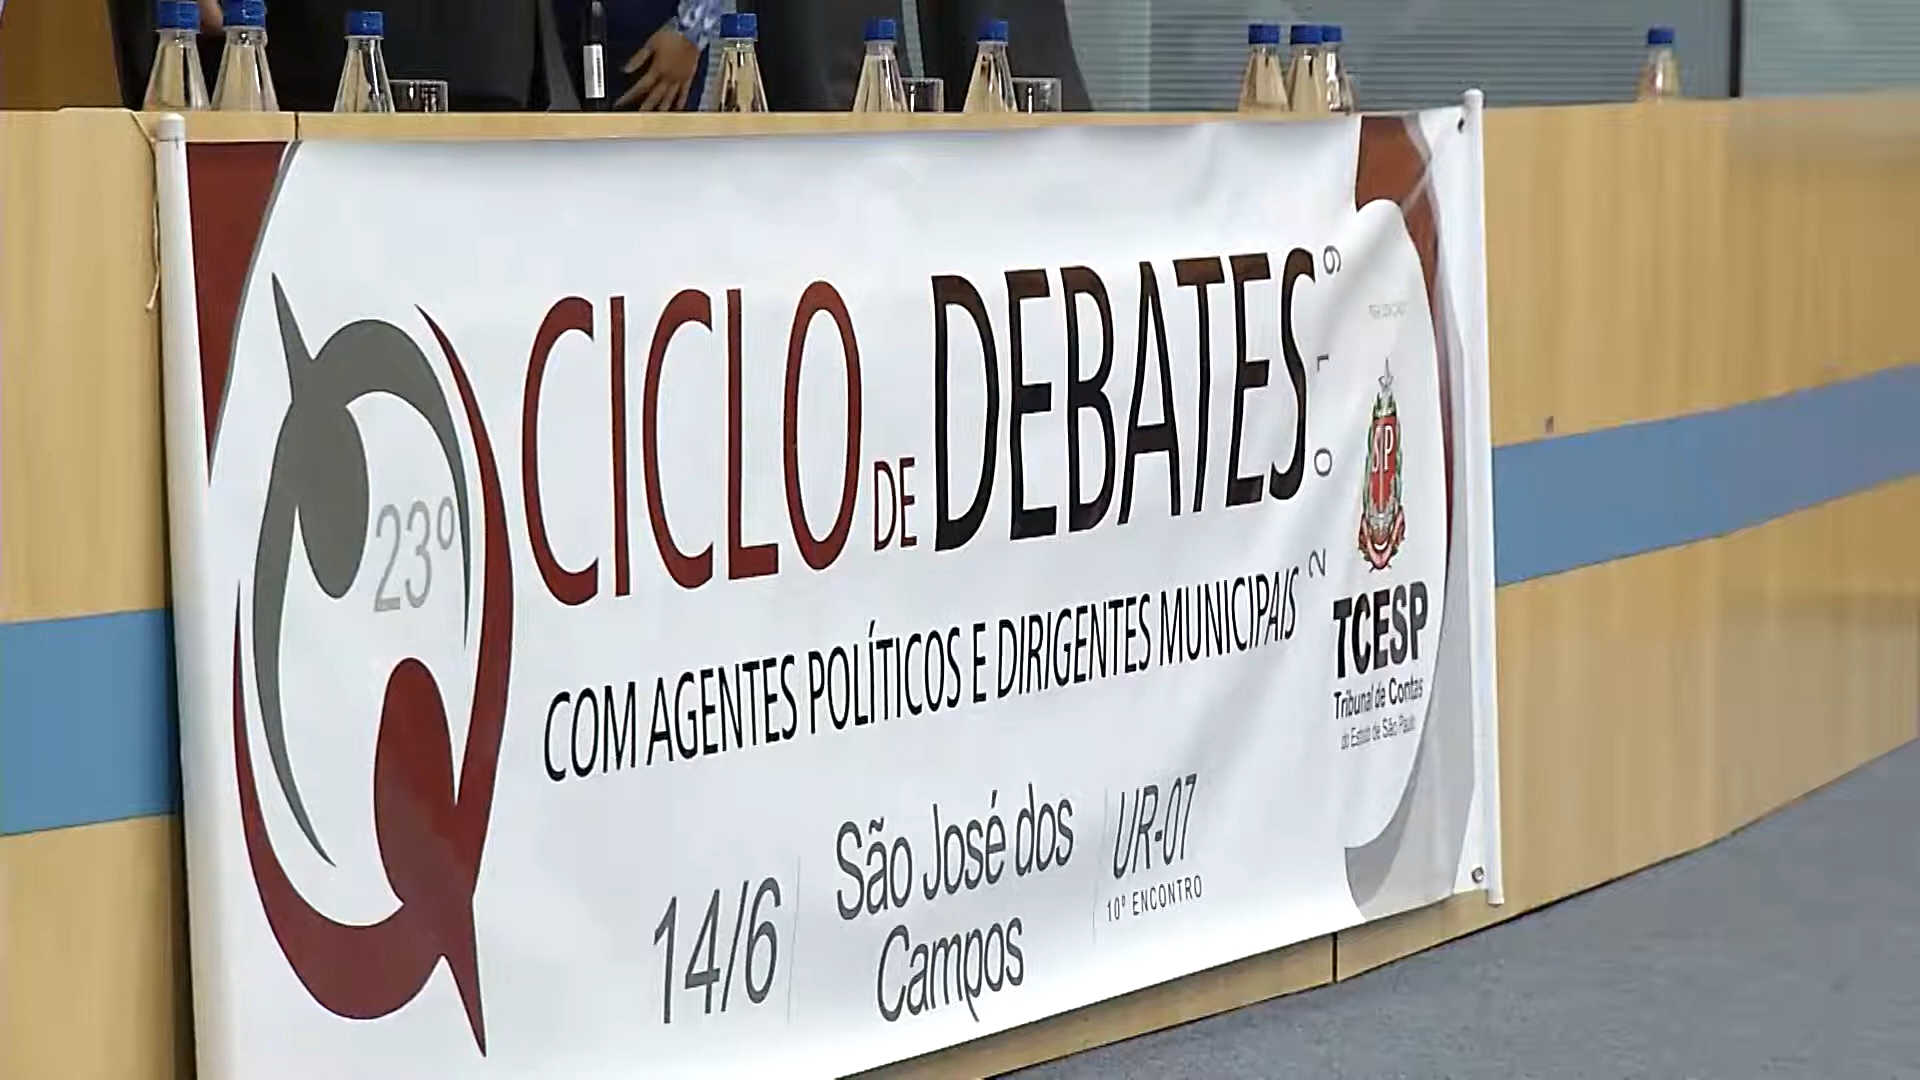 23º
CICLO DE DEBATES
2019
COM AGENTES POLÍTICOS E DIRIGENTES MUNICIPAIS
14/6
São José dos
Campos
UR-07
10º ENCONTRO
SP
TCESP
Tribunal de Contas
do Estado de São Paulo